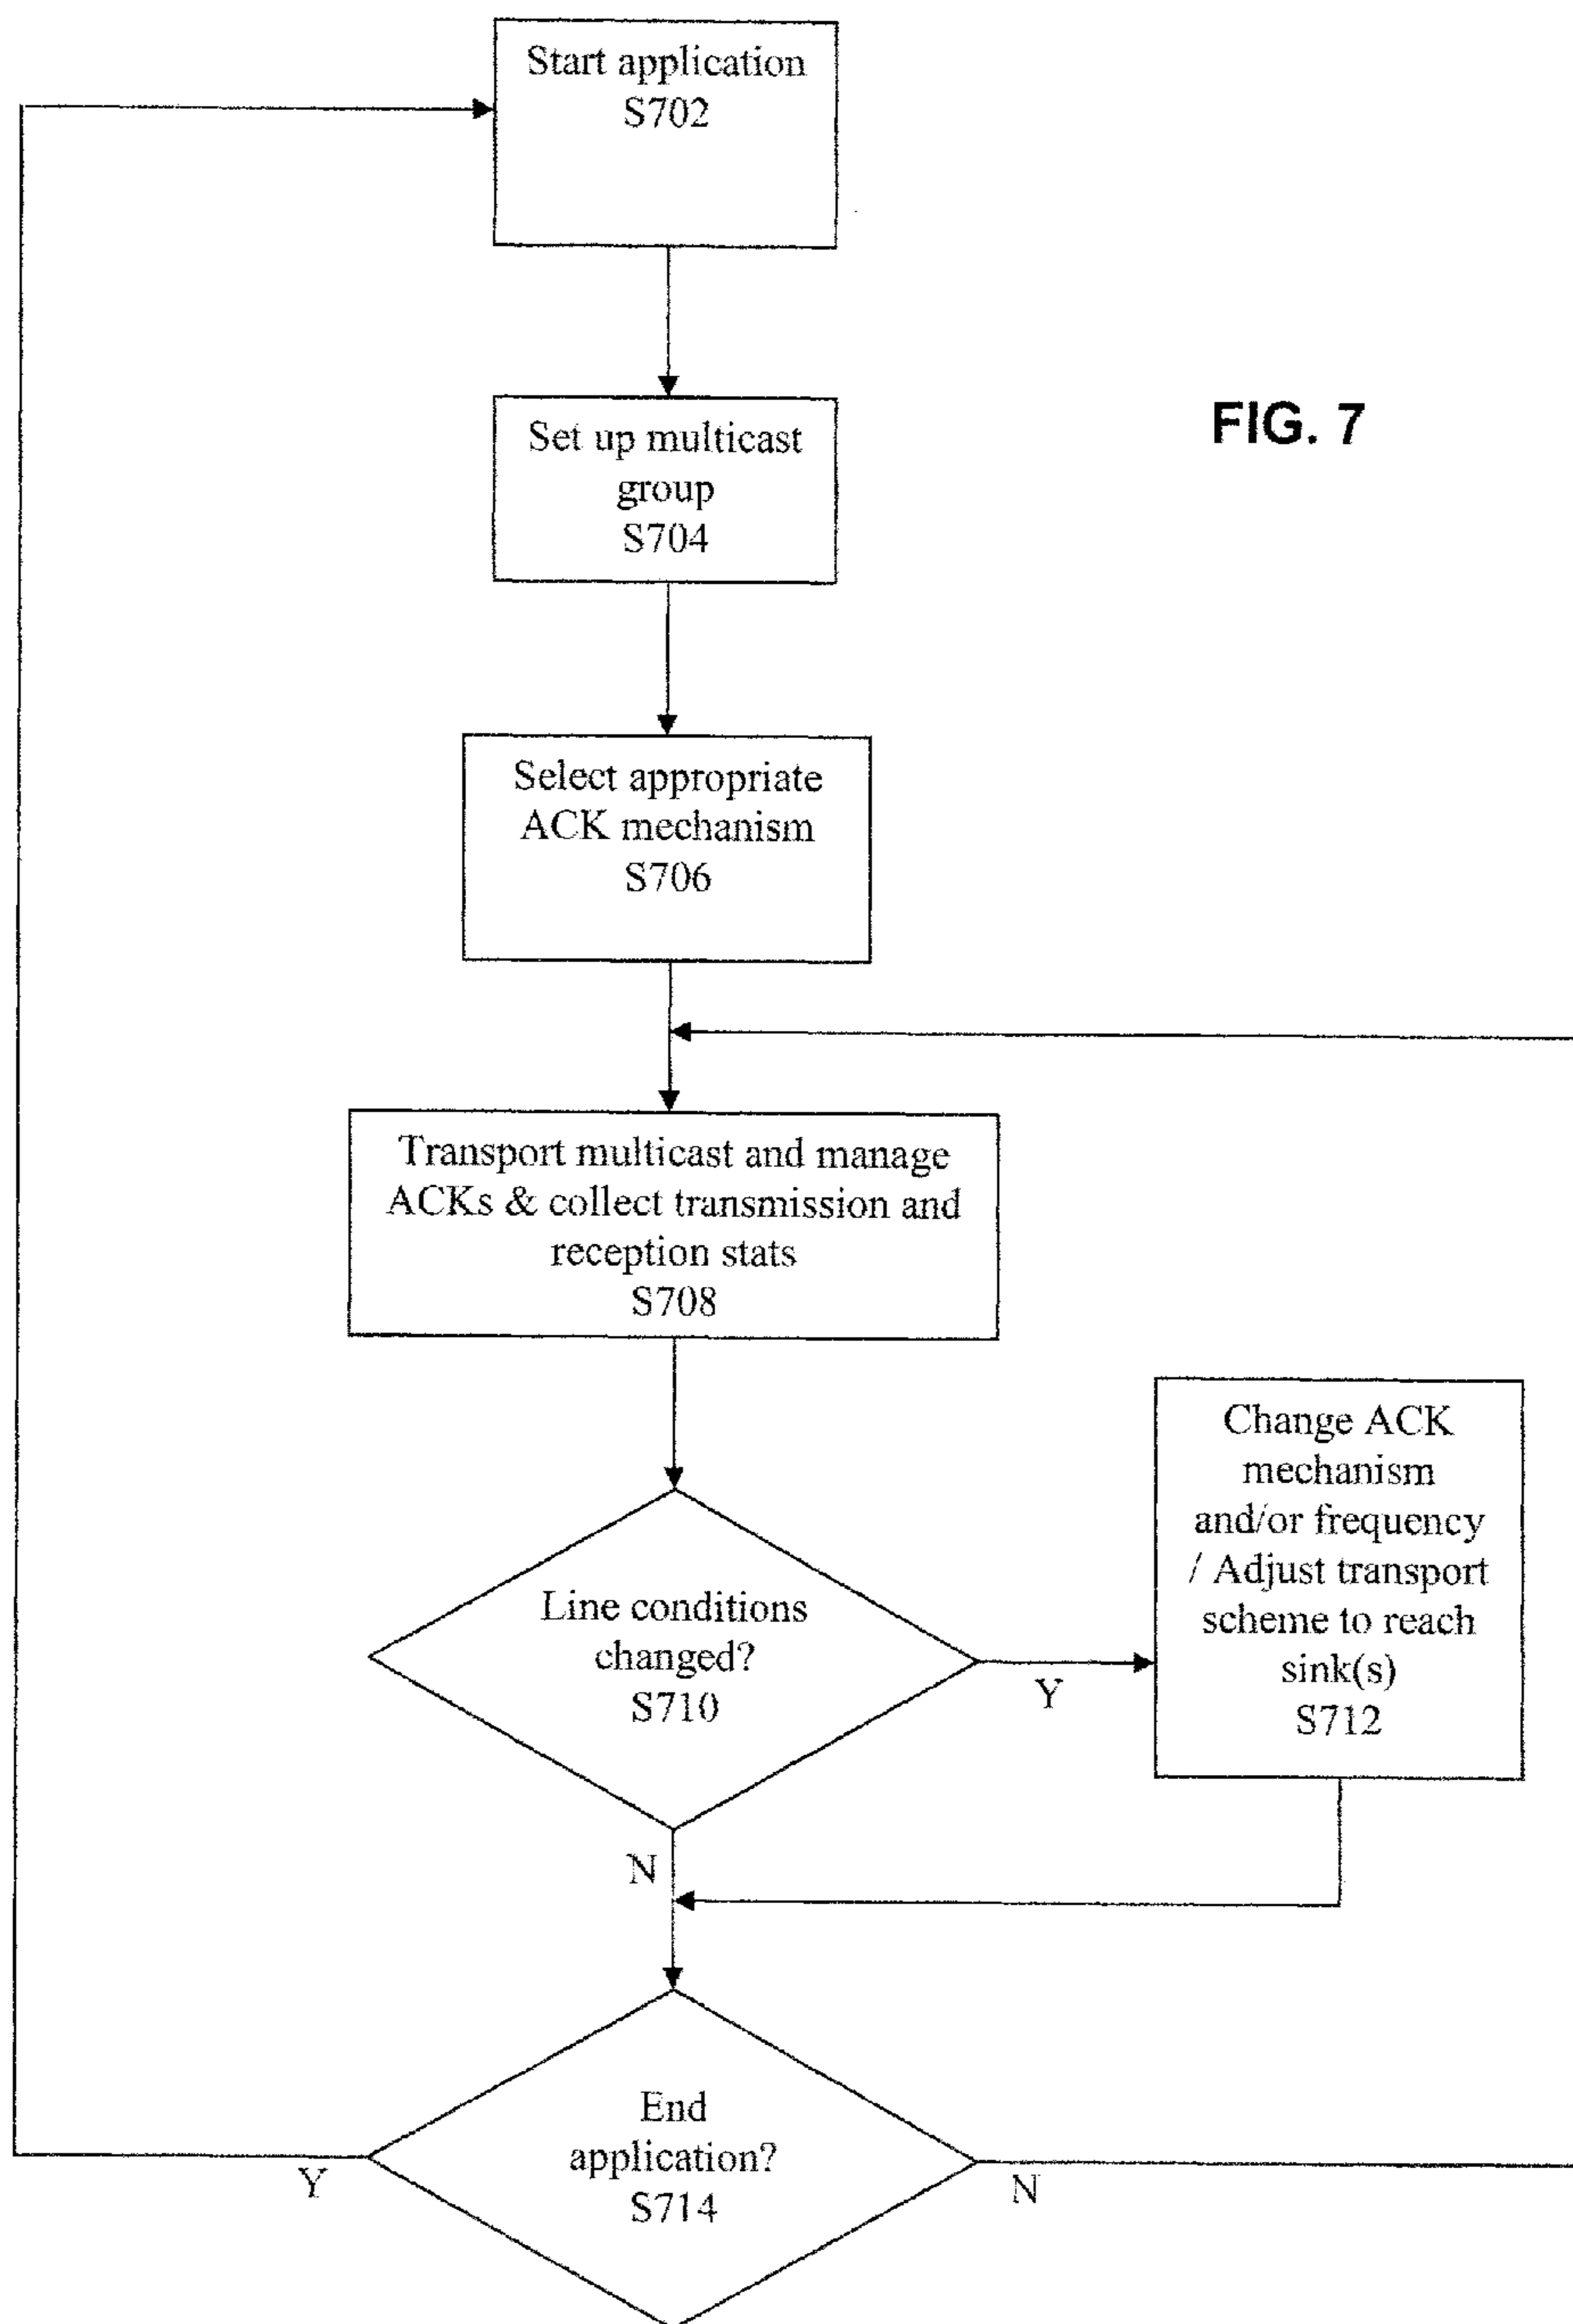 Start application
S702
FIG. 7
Set up multicast
group
S704
Select appropriate
ACK mechanism
S706
Transport multicast and manage
ACKs & collect transmission and
reception stats
S708
Line conditions
changed?
S710
Y
N
Change ACK
mechanism
and/or frequency
/ Adjust transport
scheme to reach
sink(s)
S712
End
application?
S714
Y
N